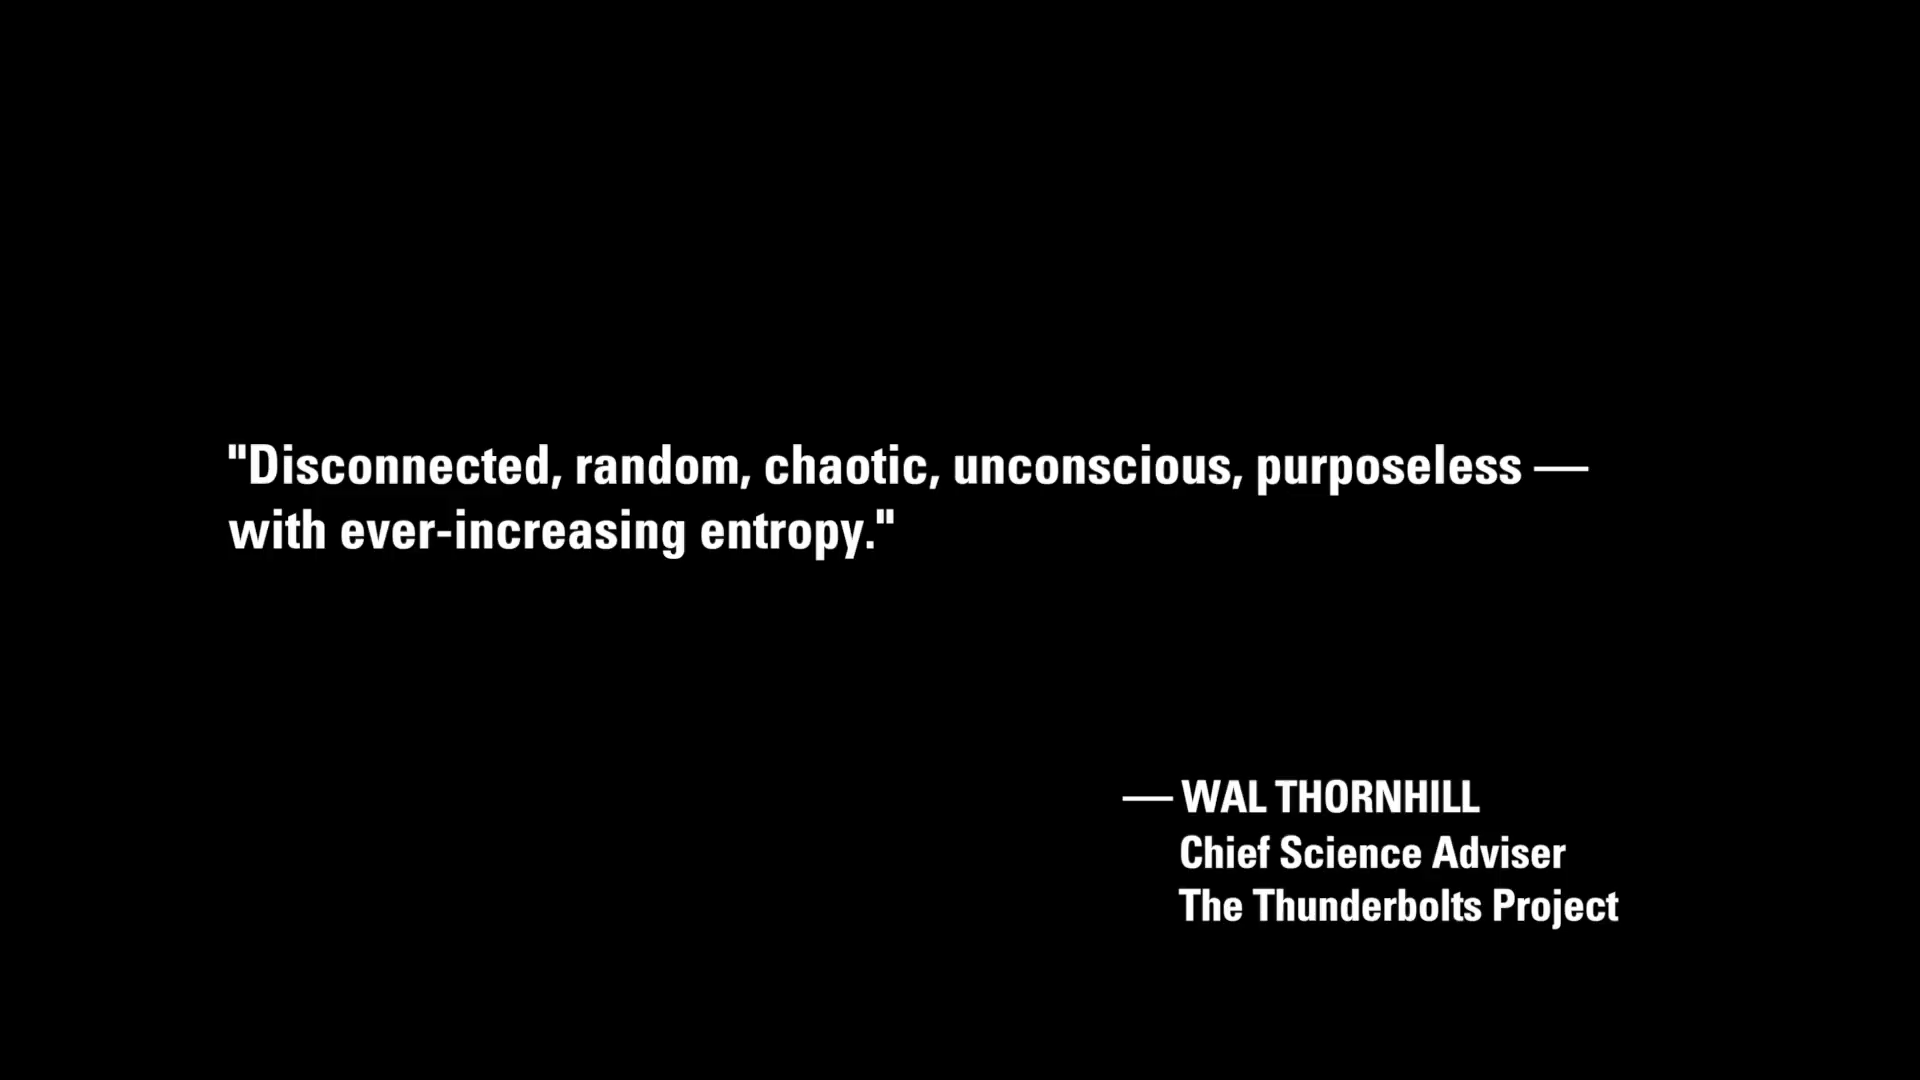 "Disconnected, random, chaotic, unconscious, purposeless —
with ever-increasing entropy."
— WAL THORNHILL
Chief Science Adviser
The Thunderbolts Project